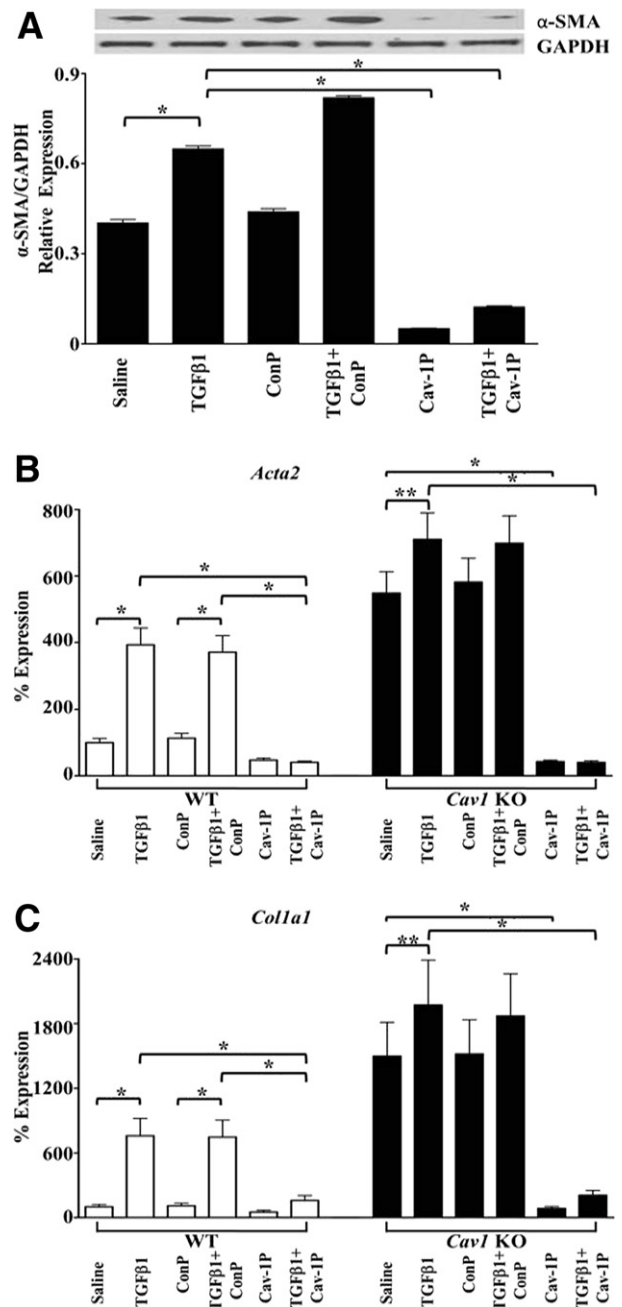 A
α-SMA
GAPDH
α-SMA/GAPDH
Relative Expression
0.9
0.6
0.3
0
*
*
*
Saline
TGFβ1
ConP
TGFβ1+
ConP
Cav-1P
TGFβ1+
Cav-1P
B
Acta2
% Expression
800
600
400
200
0
*
*
*
*
*
*
**
WT
Cav1 KO
Saline
TGFβ1
ConP
TGFβ1+
ConP
Cav-1P
TGFβ1+
Cav-1P
Saline
TGFβ1
ConP
TGFβ1+
ConP
Cav-1P
TGFβ1+
Cav-1P
C
Col1a1
% Expression
2400
1800
1200
600
0
*
*
*
*
*
*
**
WT
Cav1 KO
Saline
TGFβ1
ConP
TGFβ1+
ConP
Cav-1P
TGFβ1+
Cav-1P
Saline
TGFβ1
ConP
TGFβ1+
ConP
Cav-1P
TGFβ1+
Cav-1P